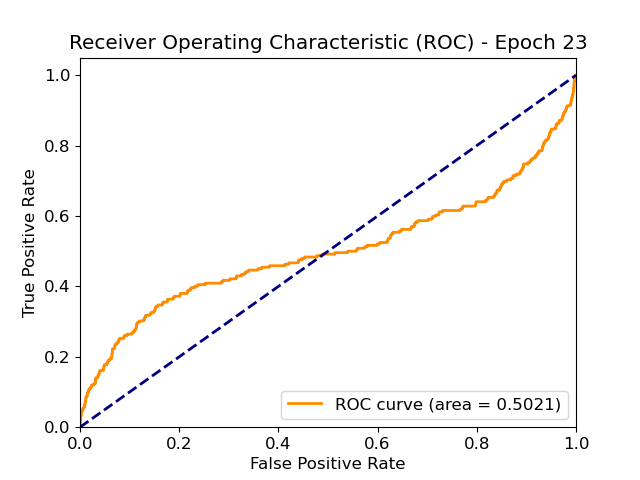 Receiver Operating Characteristic (ROC) - Epoch 23
True Positive Rate
1.0
0.8
0.6
0.4
0.2
0.0
ROC curve (area = 0.5021)
0.0 0.2 0.4 0.6 0.8 1.0
False Positive Rate